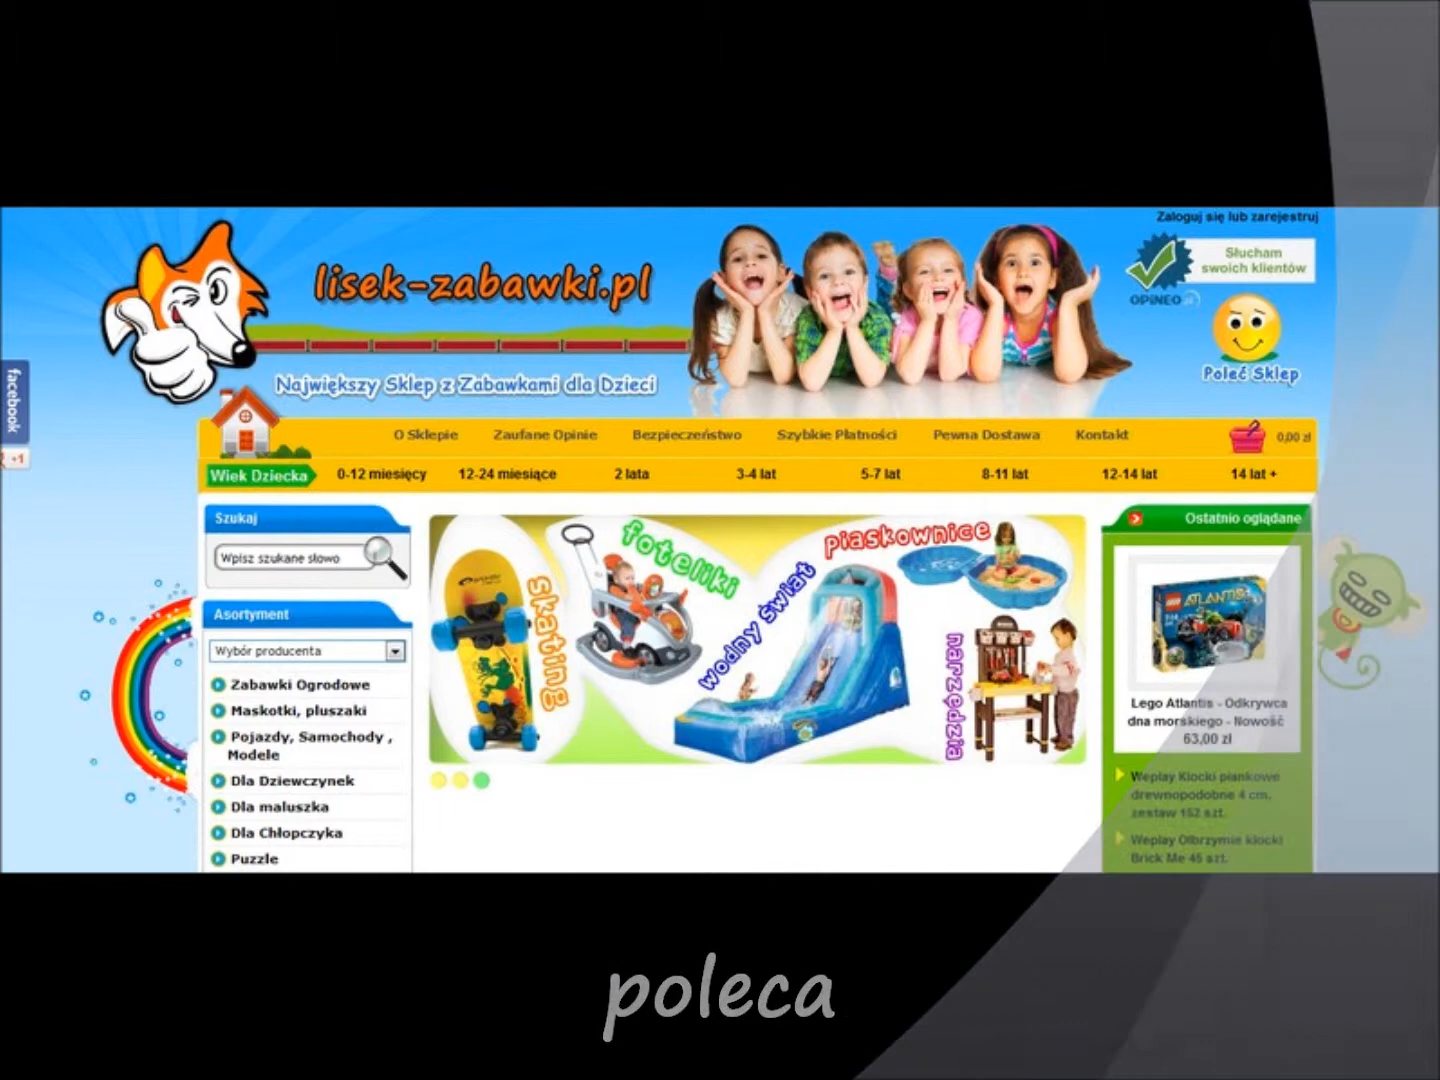 Zaloguj się lub zarejestruj
Słucham
swoich klientów
OPINEO
lisek-zabawki.pl
Największy Sklep z Zabawkami dla Dzieci
Poleć Sklep
facebook
+1
O Sklepie Zaufane Opinie Bezpieczeństwo Szybkie Płatności Pewna Dostawa Kontakt 0,00 zł
Wiek Dziecka 0-12 miesięcy 12-24 miesiące 2 lata 3-4 lat 5-7 lat 8-11 lat 12-14 lat 14 lat +
Szukaj
Wpisz szukane słowo
Asortyment
Wybór producenta
Zabawki Ogrodowe
Maskotki, pluszaki
Pojazdy, Samochody ,
Modele
Dla Dziewczynek
Dla maluszka
Dla Chłopczyka
Puzzle
skating
foteliki
wodny świat
piaskownice
narzędzia
Ostatnio oglądane
LEGO ATLANTIS
Lego Atlantis - Odkrywca
dna morskiego - Nowość
63,00 zł
Weplay Klocki piankowe
drewnopodobne 4 cm.
zestaw 152 szt.
Weplay Olbrzymie klocki
Brick Me 45 szt.
poleca